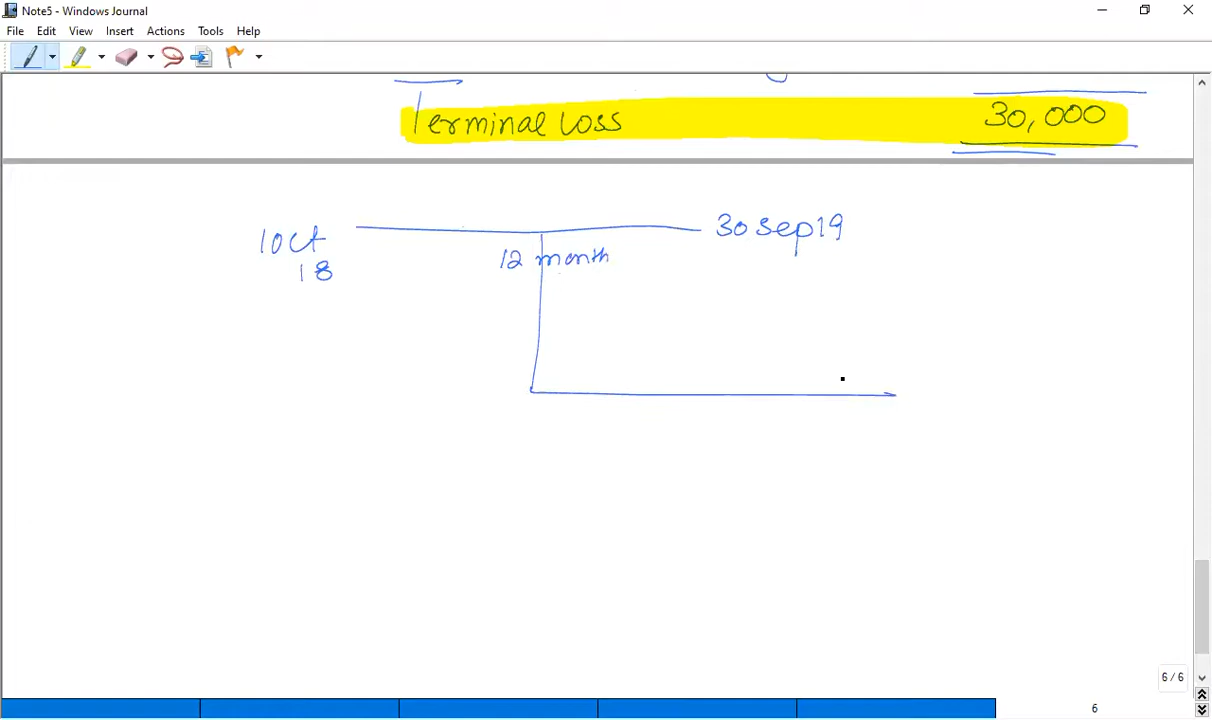 Note5 - Windows Journal
File Edit View Insert Actions Tools Help
Terminal Loss 30,000
1 Oct 30 Sep 19
18 12 month
6 / 6
6